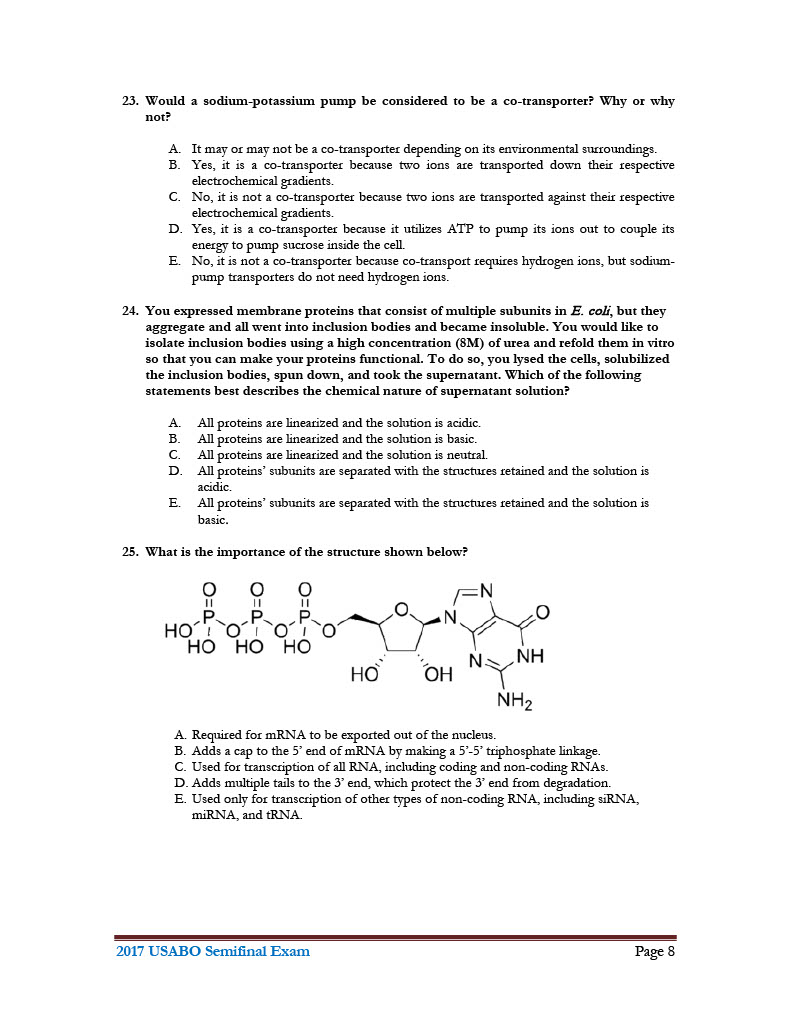 23. Would a sodium-potassium pump be considered to be a co-transporter? Why or why
not?
A. It may or may not be a co-transporter depending on its environmental surroundings.
B. Yes, it is a co-transporter because two ions are transported down their respective
electrochemical gradients.
C. No, it is not a co-transporter because two ions are transported against their respective
electrochemical gradients.
D. Yes, it is a co-transporter because it utilizes ATP to pump its ions out to couple its
energy to pump sucrose inside the cell.
E. No, it is not a co-transporter because co-transport requires hydrogen ions, but sodium-
pump transporters do not need hydrogen ions.
24. You expressed membrane proteins that consist of multiple subunits in E. coli, but they
aggregate and all went into inclusion bodies and became insoluble. You would like to
isolate inclusion bodies using a high concentration (8M) of urea and refold them in vitro
so that you can make your proteins functional. To do so, you lysed the cells, solubilized
the inclusion bodies, spun down, and took the supernatant. Which of the following
statements best describes the chemical nature of supernatant solution?
A. All proteins are linearized and the solution is acidic.
B. All proteins are linearized and the solution is basic.
C. All proteins are linearized and the solution is neutral.
D. All proteins' subunits are separated with the structures retained and the solution is
acidic.
E. All proteins' subunits are separated with the structures retained and the solution is
basic.
25. What is the importance of the structure shown below?
O O O N
P P P O N O
HO O O O
HO HO HO N NH
HO OH
NH2
A. Required for mRNA to be exported out of the nucleus.
B. Adds a cap to the 5' end of mRNA by making a 5'-5' triphosphate linkage.
C. Used for transcription of all RNA, including coding and non-coding RNAs.
D. Adds multiple tails to the 3' end, which protect the 3' end from degradation.
E. Used only for transcription of other types of non-coding RNA, including siRNA,
miRNA, and tRNA.
2017 USABO Semifinal Exam Page 8